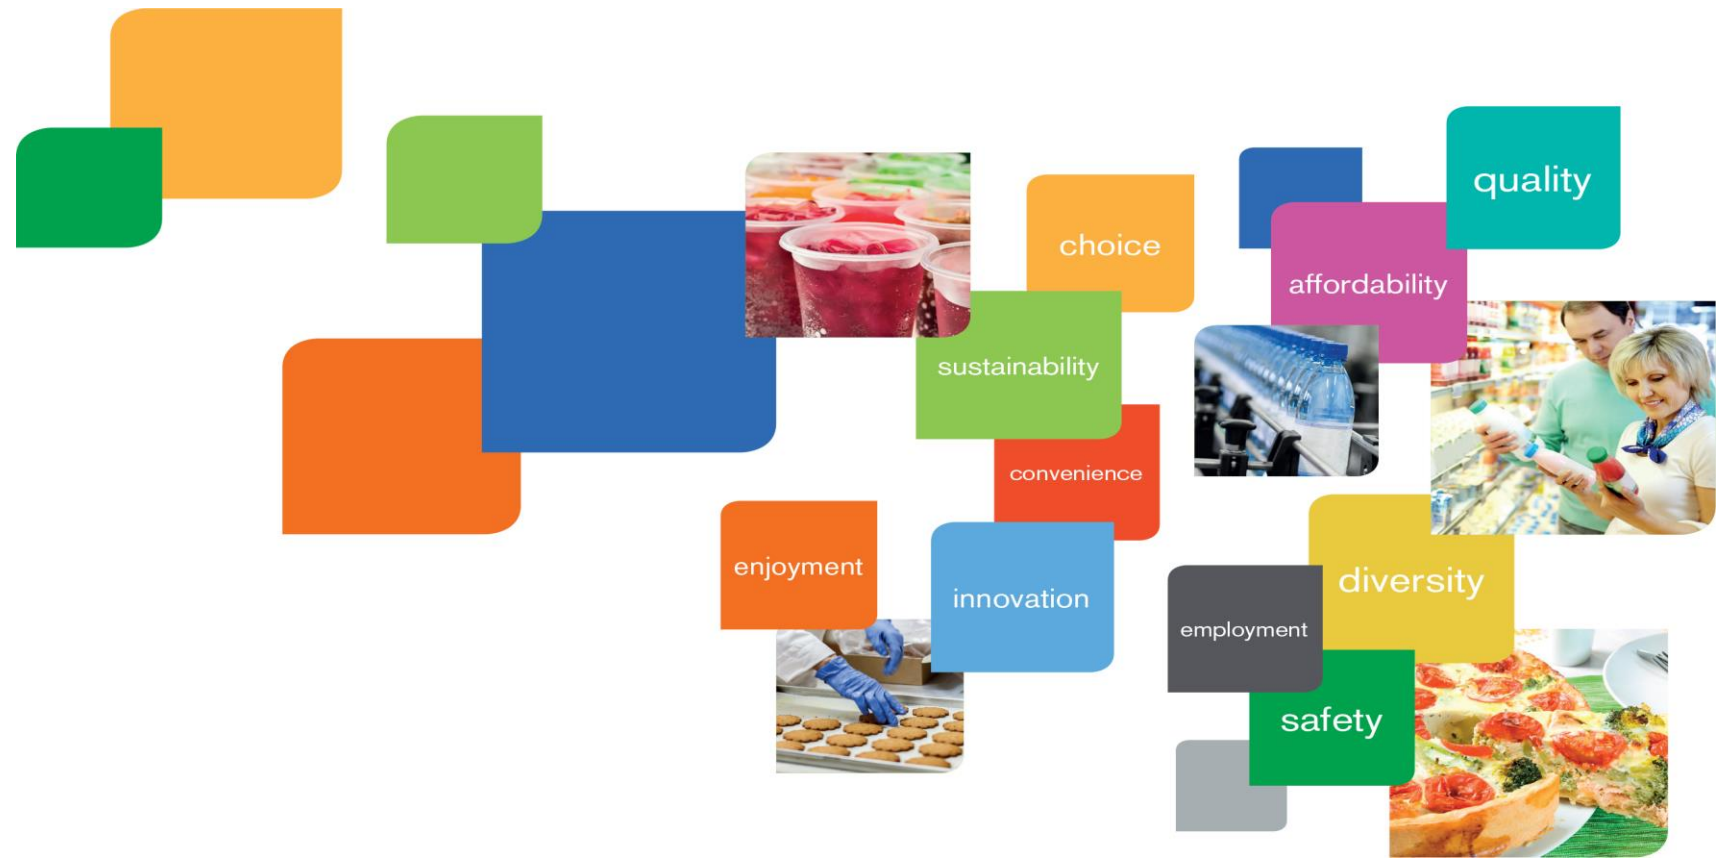 quality
choice
affordability
sustainability
convenience
enjoyment
diversity
innovation
employment
safety